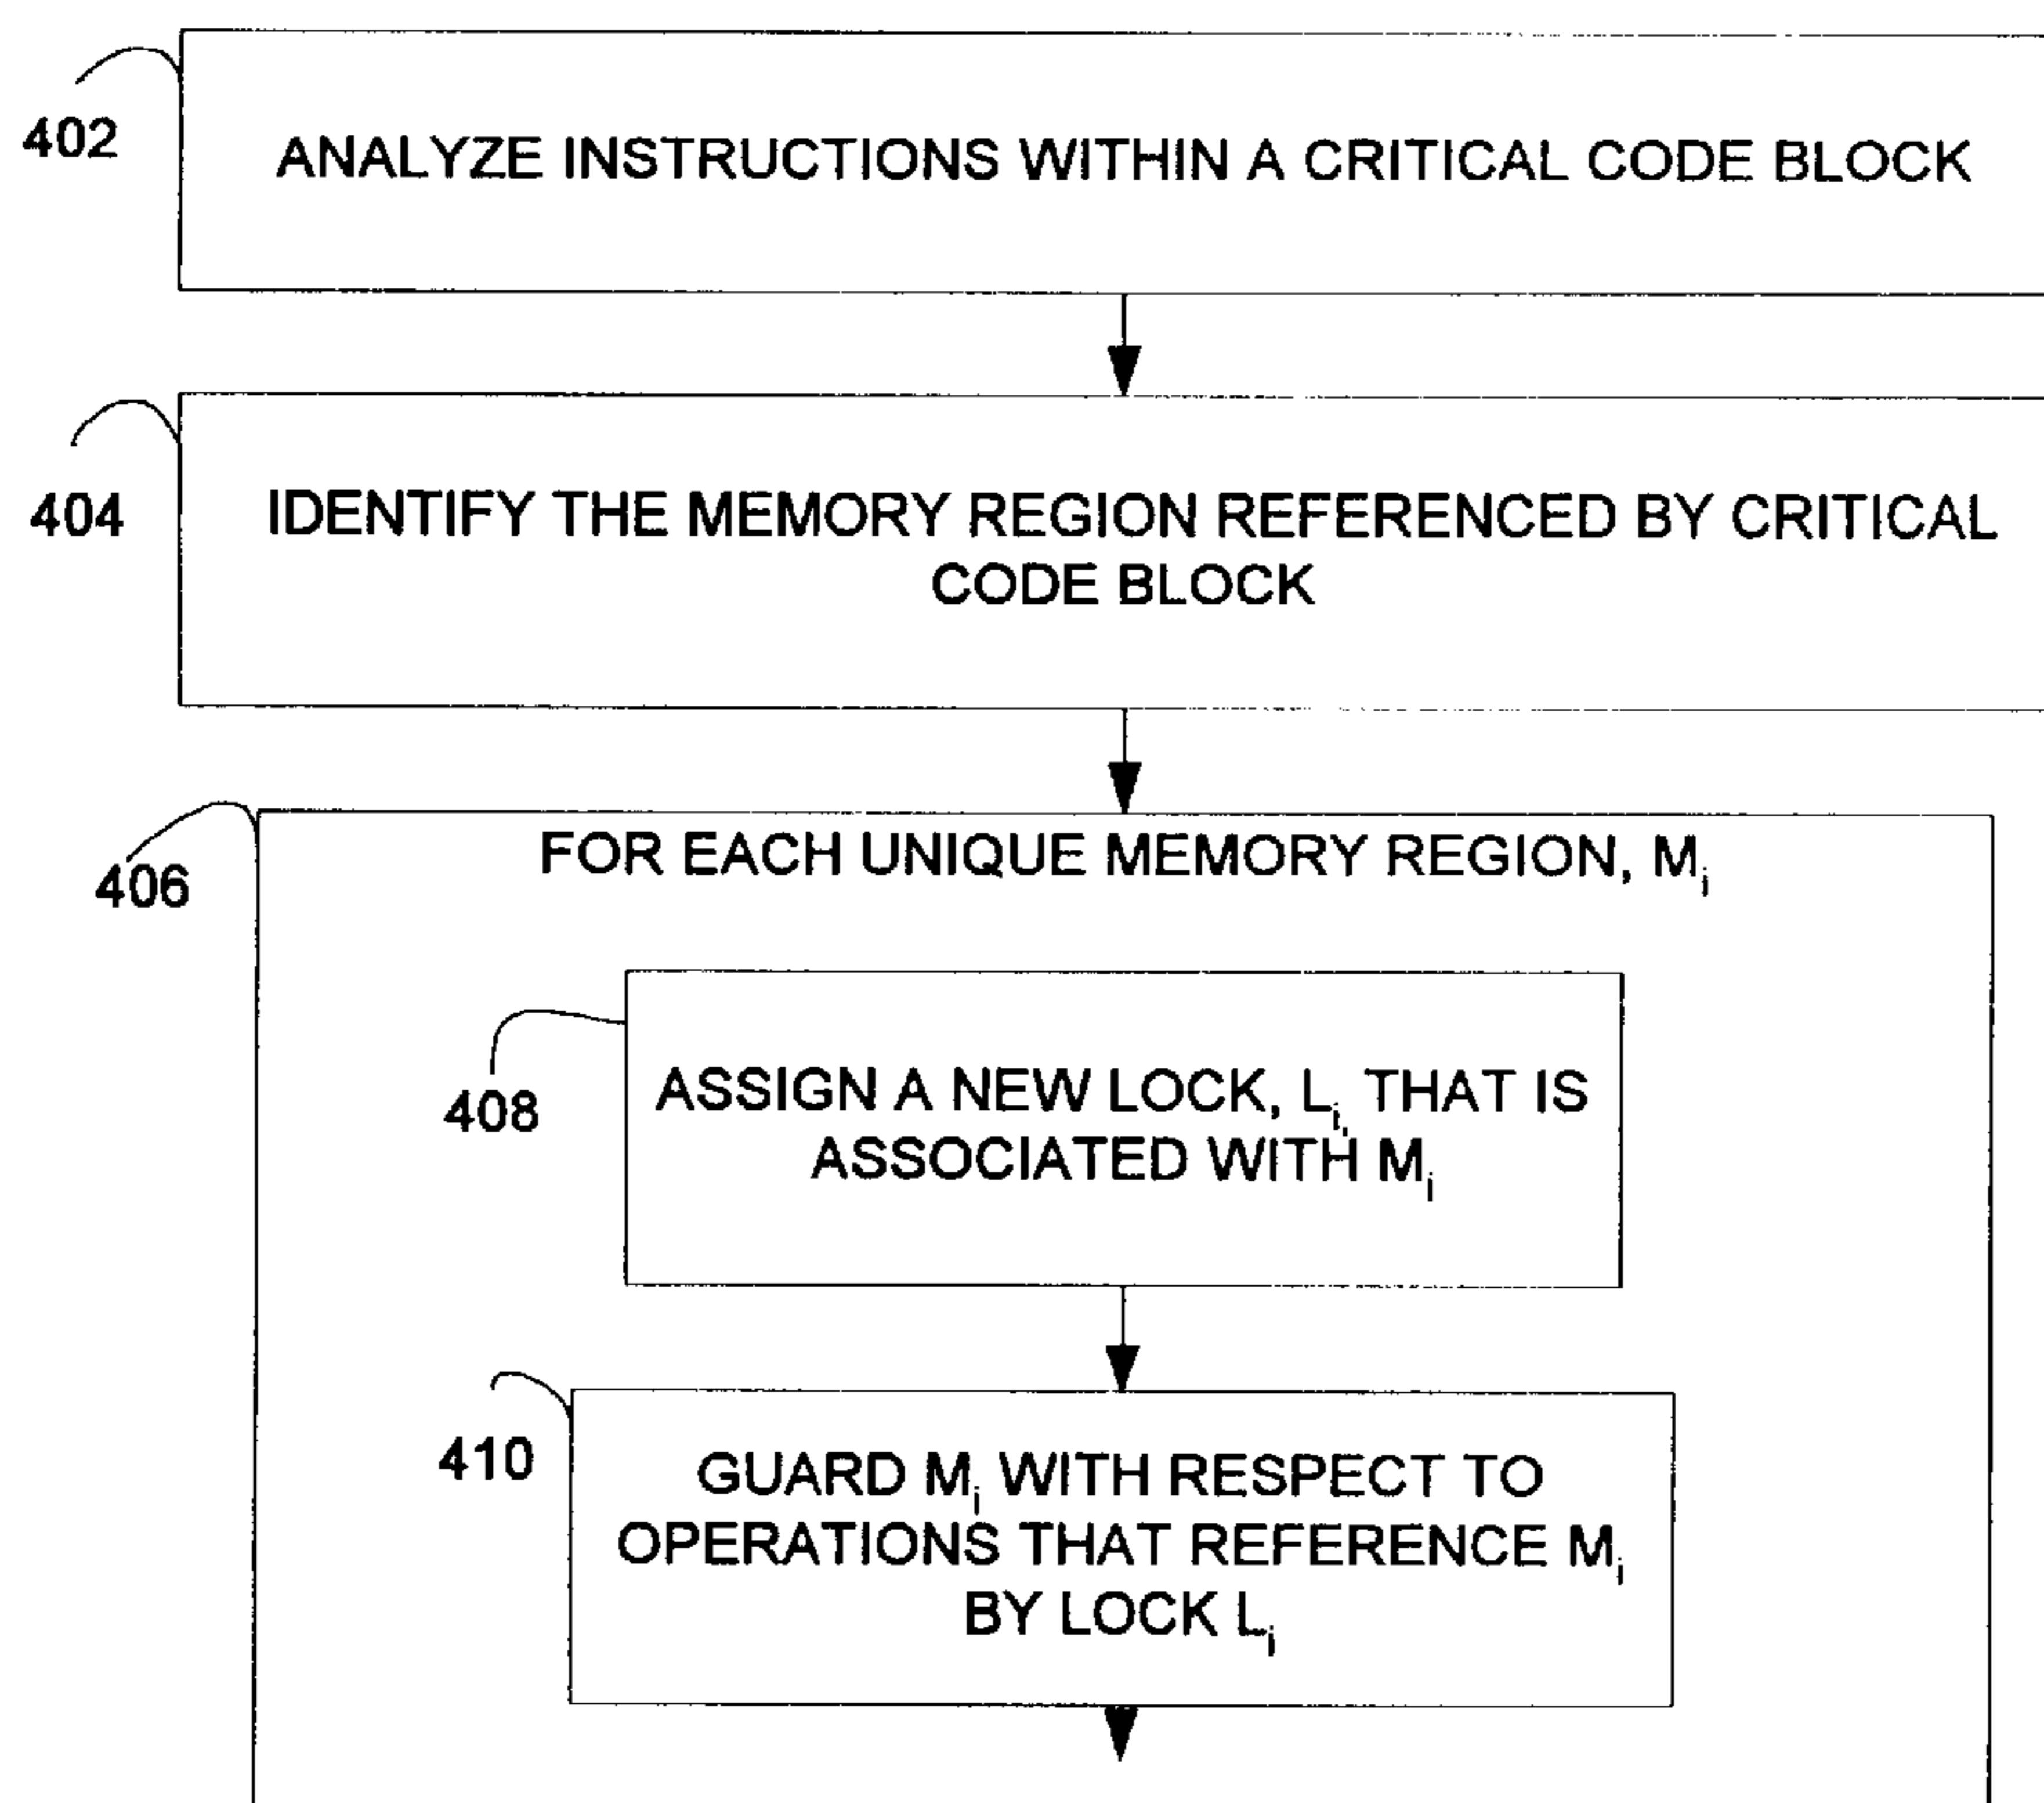 402
ANALYZE INSTRUCTIONS WITHIN A CRITICAL CODE BLOCK
404
IDENTIFY THE MEMORY REGION REFERENCED BY CRITICAL
CODE BLOCK
406
FOR EACH UNIQUE MEMORY REGION, Mi
408
ASSIGN A NEW LOCK, Li, THAT IS
ASSOCIATED WITH Mi
410
GUARD Mi WITH RESPECT TO
OPERATIONS THAT REFERENCE Mi
BY LOCK Li